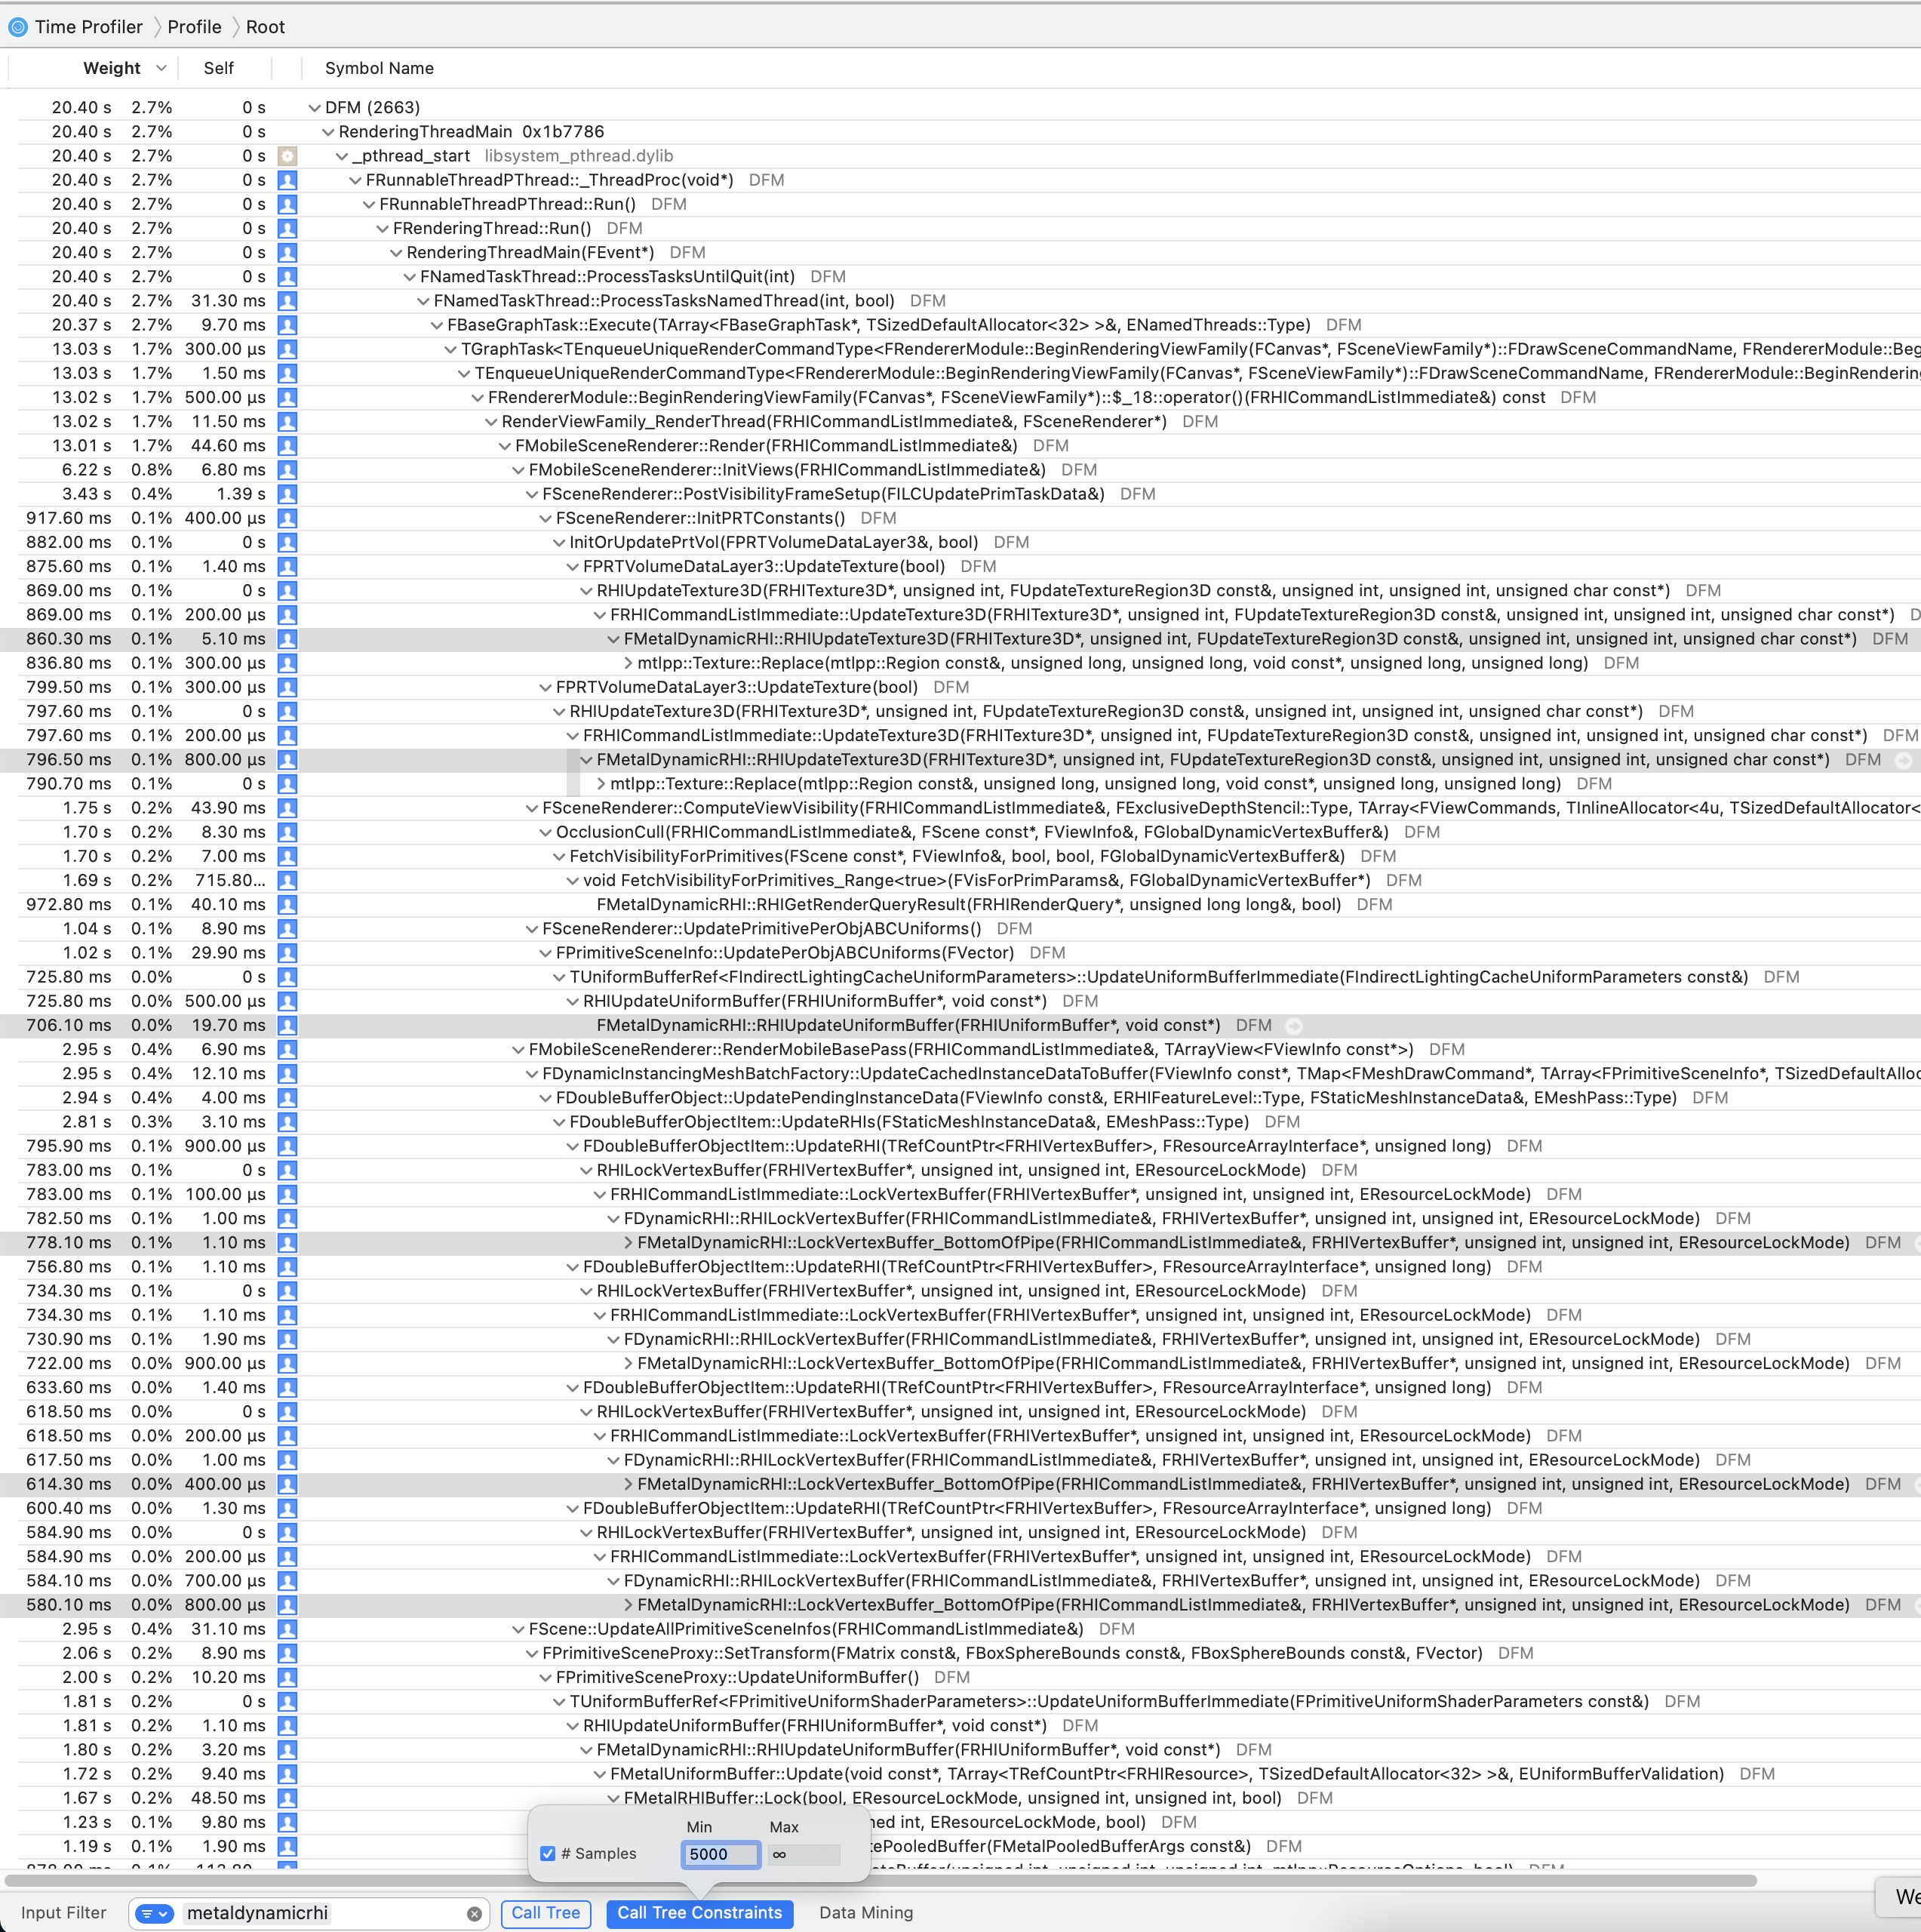 Time Profiler Profile Root
Weight Self Symbol Name
20.40 s 2.7% 0 s DFM (2663)
20.40 s 2.7% 0 s RenderingThreadMain 0x1b7786
20.40 s 2.7% 0 s _pthread_start libsystem_pthread.dylib
20.40 s 2.7% 0 s FRunnableThreadPThread::_ThreadProc(void*) DFM
20.40 s 2.7% 0 s FRunnableThreadPThread::Run() DFM
20.40 s 2.7% 0 s FRenderingThread::Run() DFM
20.40 s 2.7% 0 s RenderingThreadMain(FEvent*) DFM
20.40 s 2.7% 0 s FNamedTaskThread::ProcessTasksUntilQuit(int) DFM
20.40 s 2.7% 31.30 ms FNamedTaskThread::ProcessTasksNamedThread(int, bool) DFM
20.37 s 2.7% 9.70 ms FBaseGraphTask::Execute(TArray<FBaseGraphTask*, TSizedDefaultAllocator<32> >&, ENamedThreads::Type) DFM
13.03 s 1.7% 300.00 µs TGraphTask<TEnqueueUniqueRenderCommandType<FRendererModule::BeginRenderingViewFamily(FCanvas*, FSceneViewFamily*)::FDrawSceneCommandName, FRendererModule::Beg
13.03 s 1.7% 1.50 ms TEnqueueUniqueRenderCommandType<FRendererModule::BeginRenderingViewFamily(FCanvas*, FSceneViewFamily*)::FDrawSceneCommandName, FRendererModule::BeginRendering
13.02 s 1.7% 500.00 µs FRendererModule::BeginRenderingViewFamily(FCanvas*, FSceneViewFamily*)::$_18::operator()(FRHICommandListImmediate&) const DFM
13.02 s 1.7% 11.50 ms RenderViewFamily_RenderThread(FRHICommandListImmediate&, FSceneRenderer*) DFM
13.01 s 1.7% 44.60 ms FMobileSceneRenderer::Render(FRHICommandListImmediate&) DFM
6.22 s 0.8% 6.80 ms FMobileSceneRenderer::InitViews(FRHICommandListImmediate&) DFM
3.43 s 0.4% 1.39 s FSceneRenderer::PostVisibilityFrameSetup(FILCUpdatePrimTaskData&) DFM
917.60 ms 0.1% 400.00 µs FSceneRenderer::InitPRTConstants() DFM
882.00 ms 0.1% 0 s InitOrUpdatePrtVol(FPRTVolumeDataLayer3&, bool) DFM
875.60 ms 0.1% 1.40 ms FPRTVolumeDataLayer3::UpdateTexture(bool) DFM
869.00 ms 0.1% 0 s RHIUpdateTexture3D(FRHITexture3D*, unsigned int, FUpdateTextureRegion3D const&, unsigned int, unsigned int, unsigned char const*) DFM
869.00 ms 0.1% 200.00 µs FRHICommandListImmediate::UpdateTexture3D(FRHITexture3D*, unsigned int, FUpdateTextureRegion3D const&, unsigned int, unsigned int, unsigned char const*) D
860.30 ms 0.1% 5.10 ms FMetalDynamicRHI::RHIUpdateTexture3D(FRHITexture3D*, unsigned int, FUpdateTextureRegion3D const&, unsigned int, unsigned int, unsigned char const*) DFM
836.80 ms 0.1% 300.00 µs mtlpp::Texture::Replace(mtlpp::Region const&, unsigned long, unsigned long, void const*, unsigned long, unsigned long) DFM
799.50 ms 0.1% 300.00 µs FPRTVolumeDataLayer3::UpdateTexture(bool) DFM
797.60 ms 0.1% 0 s RHIUpdateTexture3D(FRHITexture3D*, unsigned int, FUpdateTextureRegion3D const&, unsigned int, unsigned int, unsigned char const*) DFM
797.60 ms 0.1% 200.00 µs FRHICommandListImmediate::UpdateTexture3D(FRHITexture3D*, unsigned int, FUpdateTextureRegion3D const&, unsigned int, unsigned int, unsigned char const*) DFM
796.50 ms 0.1% 800.00 µs FMetalDynamicRHI::RHIUpdateTexture3D(FRHITexture3D*, unsigned int, FUpdateTextureRegion3D const&, unsigned int, unsigned int, unsigned char const*) DFM
790.70 ms 0.1% 0 s mtlpp::Texture::Replace(mtlpp::Region const&, unsigned long, unsigned long, void const*, unsigned long, unsigned long) DFM
1.75 s 0.2% 43.90 ms FSceneRenderer::ComputeViewVisibility(FRHICommandListImmediate&, FExclusiveDepthStencil::Type, TArray<FViewCommands, TInlineAllocator<4u, TSizedDefaultAllocator<
1.70 s 0.2% 8.30 ms OcclusionCull(FRHICommandListImmediate&, FScene const*, FViewInfo&, FGlobalDynamicVertexBuffer&) DFM
1.70 s 0.2% 7.00 ms FetchVisibilityForPrimitives(FScene const*, FViewInfo&, bool, bool, FGlobalDynamicVertexBuffer&) DFM
1.69 s 0.2% 715.80... void FetchVisibilityForPrimitives_Range<true>(FVisForPrimParams&, FGlobalDynamicVertexBuffer*) DFM
972.80 ms 0.1% 40.10 ms FMetalDynamicRHI::RHIGetRenderQueryResult(FRHIRenderQuery*, unsigned long long&, bool) DFM
1.04 s 0.1% 8.90 ms FSceneRenderer::UpdatePrimitivePerObjABCUniforms() DFM
1.02 s 0.1% 29.90 ms FPrimitiveSceneInfo::UpdatePerObjABCUniforms(FVector) DFM
725.80 ms 0.0% 0 s TUniformBufferRef<FIndirectLightingCacheUniformParameters>::UpdateUniformBufferImmediate(FIndirectLightingCacheUniformParameters const&) DFM
725.80 ms 0.0% 500.00 µs RHIUpdateUniformBuffer(FRHIUniformBuffer*, void const*) DFM
706.10 ms 0.0% 19.70 ms FMetalDynamicRHI::RHIUpdateUniformBuffer(FRHIUniformBuffer*, void const*) DFM
2.95 s 0.4% 6.90 ms FMobileSceneRenderer::RenderMobileBasePass(FRHICommandListImmediate&, TArrayView<FViewInfo const*>) DFM
2.95 s 0.4% 12.10 ms FDynamicInstancingMeshBatchFactory::UpdateCachedInstanceDataToBuffer(FViewInfo const*, TMap<FMeshDrawCommand*, TArray<FPrimitiveSceneInfo*, TSizedDefaultAlloc
2.94 s 0.4% 4.00 ms FDoubleBufferObject::UpdatePendingInstanceData(FViewInfo const&, ERHIFeatureLevel::Type, FStaticMeshInstanceData&, EMeshPass::Type) DFM
2.81 s 0.3% 3.10 ms FDoubleBufferObjectItem::UpdateRHIs(FStaticMeshInstanceData&, EMeshPass::Type) DFM
795.90 ms 0.1% 900.00 µs FDoubleBufferObjectItem::UpdateRHI(TRefCountPtr<FRHIVertexBuffer>, FResourceArrayInterface*, unsigned long) DFM
783.00 ms 0.1% 0 s RHILockVertexBuffer(FRHIVertexBuffer*, unsigned int, unsigned int, EResourceLockMode) DFM
783.00 ms 0.1% 100.00 µs FRHICommandListImmediate::LockVertexBuffer(FRHIVertexBuffer*, unsigned int, unsigned int, EResourceLockMode) DFM
782.50 ms 0.1% 1.00 ms FDynamicRHI::RHILockVertexBuffer(FRHICommandListImmediate&, FRHIVertexBuffer*, unsigned int, unsigned int, EResourceLockMode) DFM
778.10 ms 0.1% 1.10 ms FMetalDynamicRHI::LockVertexBuffer_BottomOfPipe(FRHICommandListImmediate&, FRHIVertexBuffer*, unsigned int, unsigned int, EResourceLockMode) DFM
756.80 ms 0.1% 1.10 ms FDoubleBufferObjectItem::UpdateRHI(TRefCountPtr<FRHIVertexBuffer>, FResourceArrayInterface*, unsigned long) DFM
734.30 ms 0.1% 0 s RHILockVertexBuffer(FRHIVertexBuffer*, unsigned int, unsigned int, EResourceLockMode) DFM
734.30 ms 0.1% 1.10 ms FRHICommandListImmediate::LockVertexBuffer(FRHIVertexBuffer*, unsigned int, unsigned int, EResourceLockMode) DFM
730.90 ms 0.1% 1.90 ms FDynamicRHI::RHILockVertexBuffer(FRHICommandListImmediate&, FRHIVertexBuffer*, unsigned int, unsigned int, EResourceLockMode) DFM
722.00 ms 0.0% 900.00 µs FMetalDynamicRHI::LockVertexBuffer_BottomOfPipe(FRHICommandListImmediate&, FRHIVertexBuffer*, unsigned int, unsigned int, EResourceLockMode) DFM
633.60 ms 0.0% 1.40 ms FDoubleBufferObjectItem::UpdateRHI(TRefCountPtr<FRHIVertexBuffer>, FResourceArrayInterface*, unsigned long) DFM
618.50 ms 0.0% 0 s RHILockVertexBuffer(FRHIVertexBuffer*, unsigned int, unsigned int, EResourceLockMode) DFM
618.50 ms 0.0% 200.00 µs FRHICommandListImmediate::LockVertexBuffer(FRHIVertexBuffer*, unsigned int, unsigned int, EResourceLockMode) DFM
617.50 ms 0.0% 1.00 ms FDynamicRHI::RHILockVertexBuffer(FRHICommandListImmediate&, FRHIVertexBuffer*, unsigned int, unsigned int, EResourceLockMode) DFM
614.30 ms 0.0% 400.00 µs FMetalDynamicRHI::LockVertexBuffer_BottomOfPipe(FRHICommandListImmediate&, FRHIVertexBuffer*, unsigned int, unsigned int, EResourceLockMode) DFM
600.40 ms 0.0% 1.30 ms FDoubleBufferObjectItem::UpdateRHI(TRefCountPtr<FRHIVertexBuffer>, FResourceArrayInterface*, unsigned long) DFM
584.90 ms 0.0% 0 s RHILockVertexBuffer(FRHIVertexBuffer*, unsigned int, unsigned int, EResourceLockMode) DFM
584.90 ms 0.0% 200.00 µs FRHICommandListImmediate::LockVertexBuffer(FRHIVertexBuffer*, unsigned int, unsigned int, EResourceLockMode) DFM
584.10 ms 0.0% 700.00 µs FDynamicRHI::RHILockVertexBuffer(FRHICommandListImmediate&, FRHIVertexBuffer*, unsigned int, unsigned int, EResourceLockMode) DFM
580.10 ms 0.0% 800.00 µs FMetalDynamicRHI::LockVertexBuffer_BottomOfPipe(FRHICommandListImmediate&, FRHIVertexBuffer*, unsigned int, unsigned int, EResourceLockMode) DFM
2.95 s 0.4% 31.10 ms FScene::UpdateAllPrimitiveSceneInfos(FRHICommandListImmediate&) DFM
2.06 s 0.2% 8.90 ms FPrimitiveSceneProxy::SetTransform(FMatrix const&, FBoxSphereBounds const&, FBoxSphereBounds const&, FVector) DFM
2.00 s 0.2% 10.20 ms FPrimitiveSceneProxy::UpdateUniformBuffer() DFM
1.81 s 0.2% 0 s TUniformBufferRef<FPrimitiveUniformShaderParameters>::UpdateUniformBufferImmediate(FPrimitiveUniformShaderParameters const&) DFM
1.81 s 0.2% 1.10 ms RHIUpdateUniformBuffer(FRHIUniformBuffer*, void const*) DFM
1.80 s 0.2% 3.20 ms FMetalDynamicRHI::RHIUpdateUniformBuffer(FRHIUniformBuffer*, void const*) DFM
1.72 s 0.2% 9.40 ms FMetalUniformBuffer::Update(void const*, TArray<TRefCountPtr<FRHIResource>, TSizedDefaultAllocator<32> >&, EUniformBufferValidation) DFM
1.67 s 0.2% 48.50 ms FMetalRHIBuffer::Lock(bool, EResourceLockMode, unsigned int, unsigned int, bool) DFM
1.23 s 0.1% 9.80 ms ned int, EResourceLockMode, bool) DFM
1.19 s 0.1% 1.90 ms tePooledBuffer(FMetalPooledBufferArgs const&) DFM
Min Max
# Samples 5000 ∞
Input Filter metaldynamicrhi Call Tree Call Tree Constraints Data Mining We